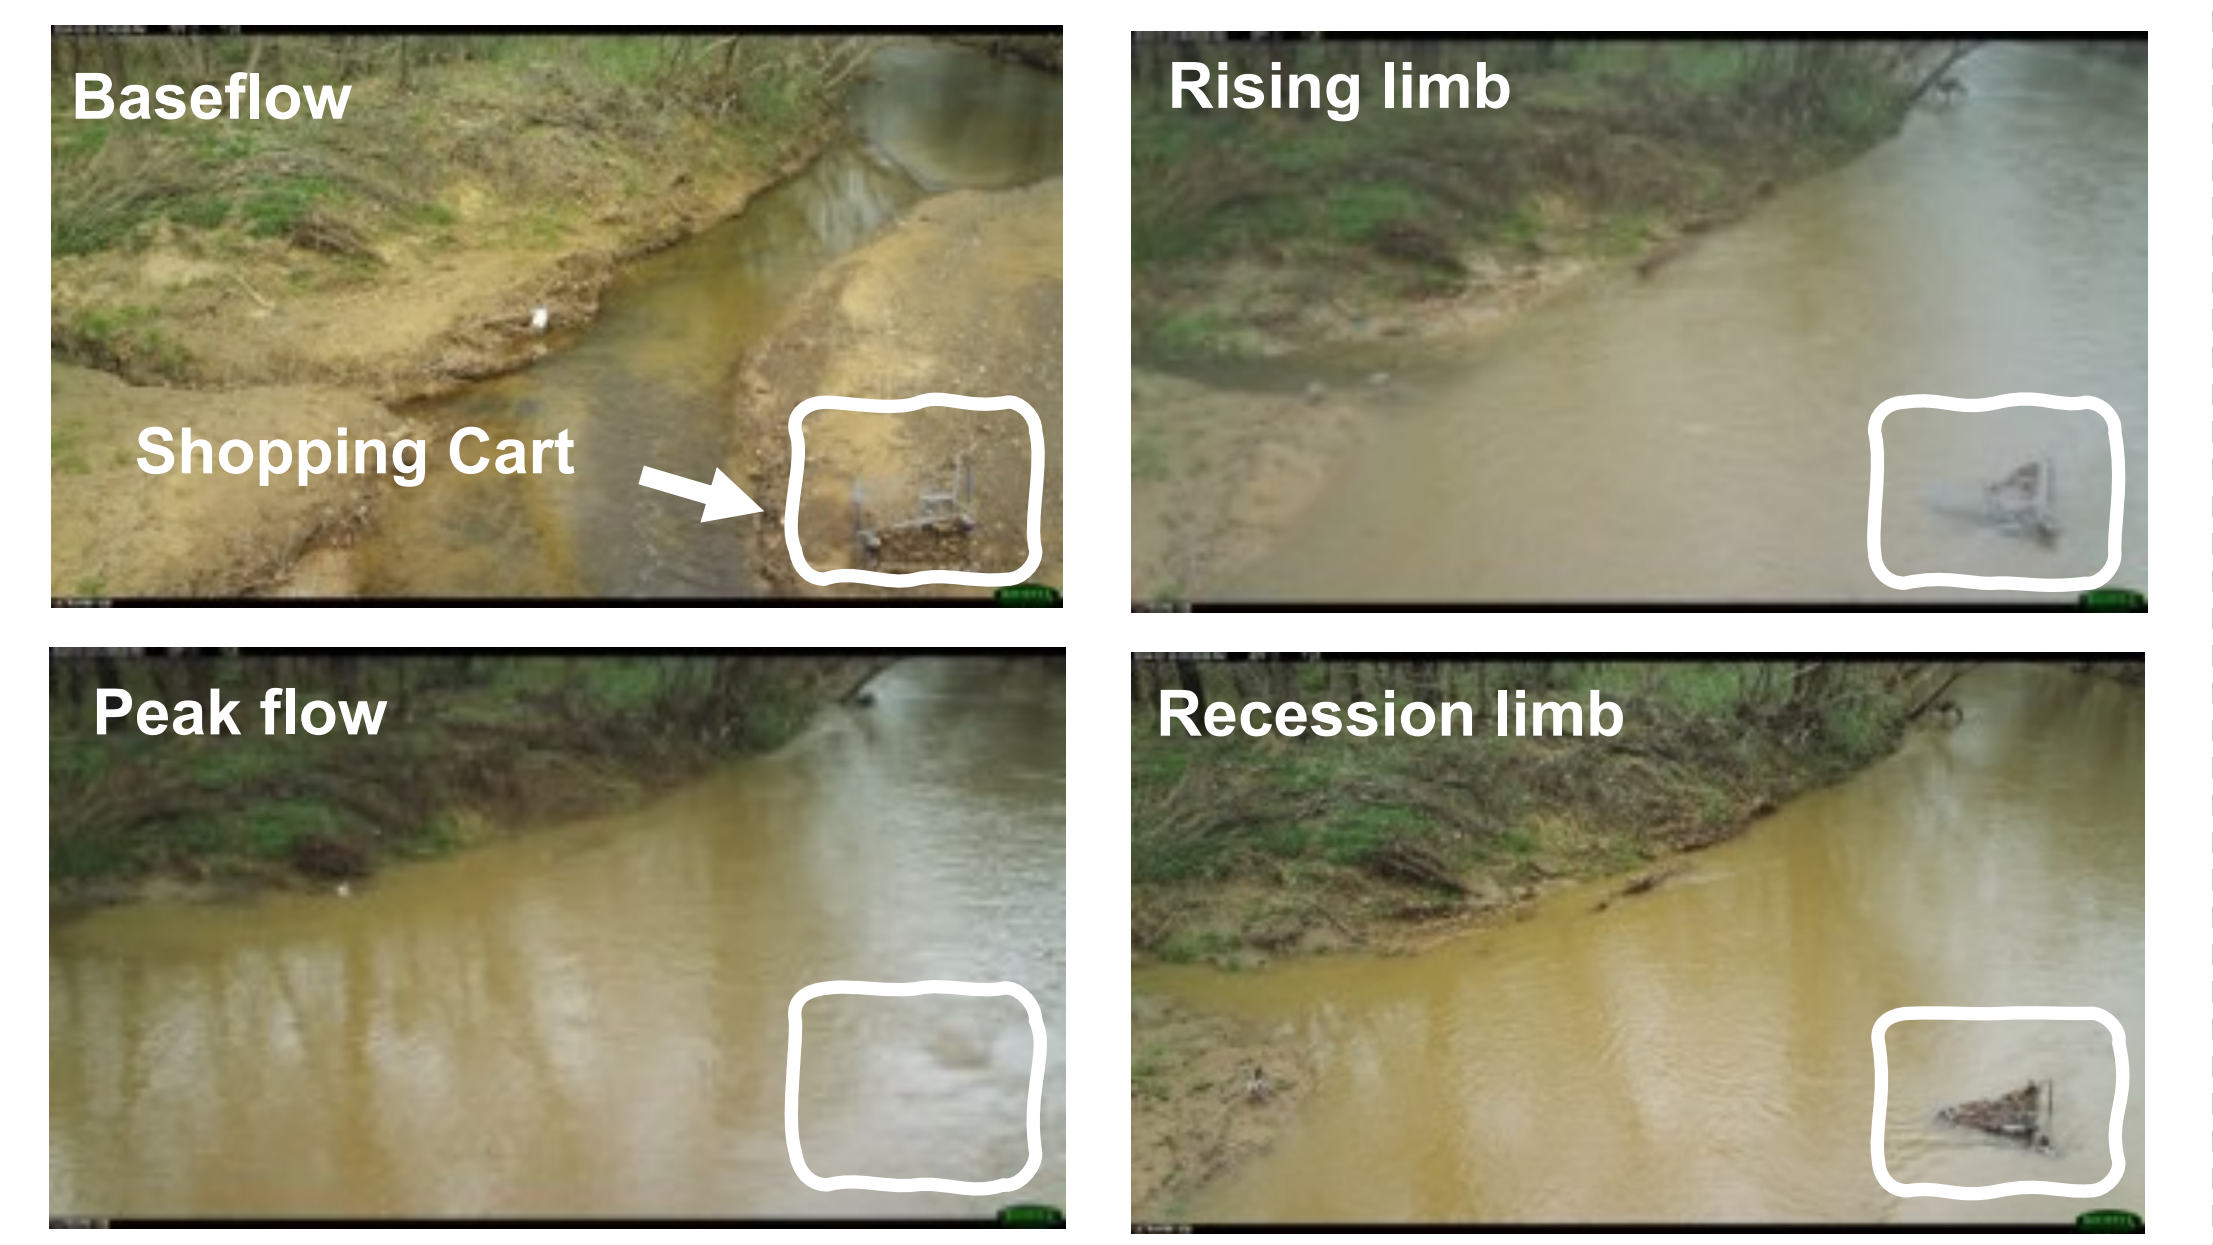 Baseflow
Rising limb
Shopping Cart
Peak flow
Recession limb